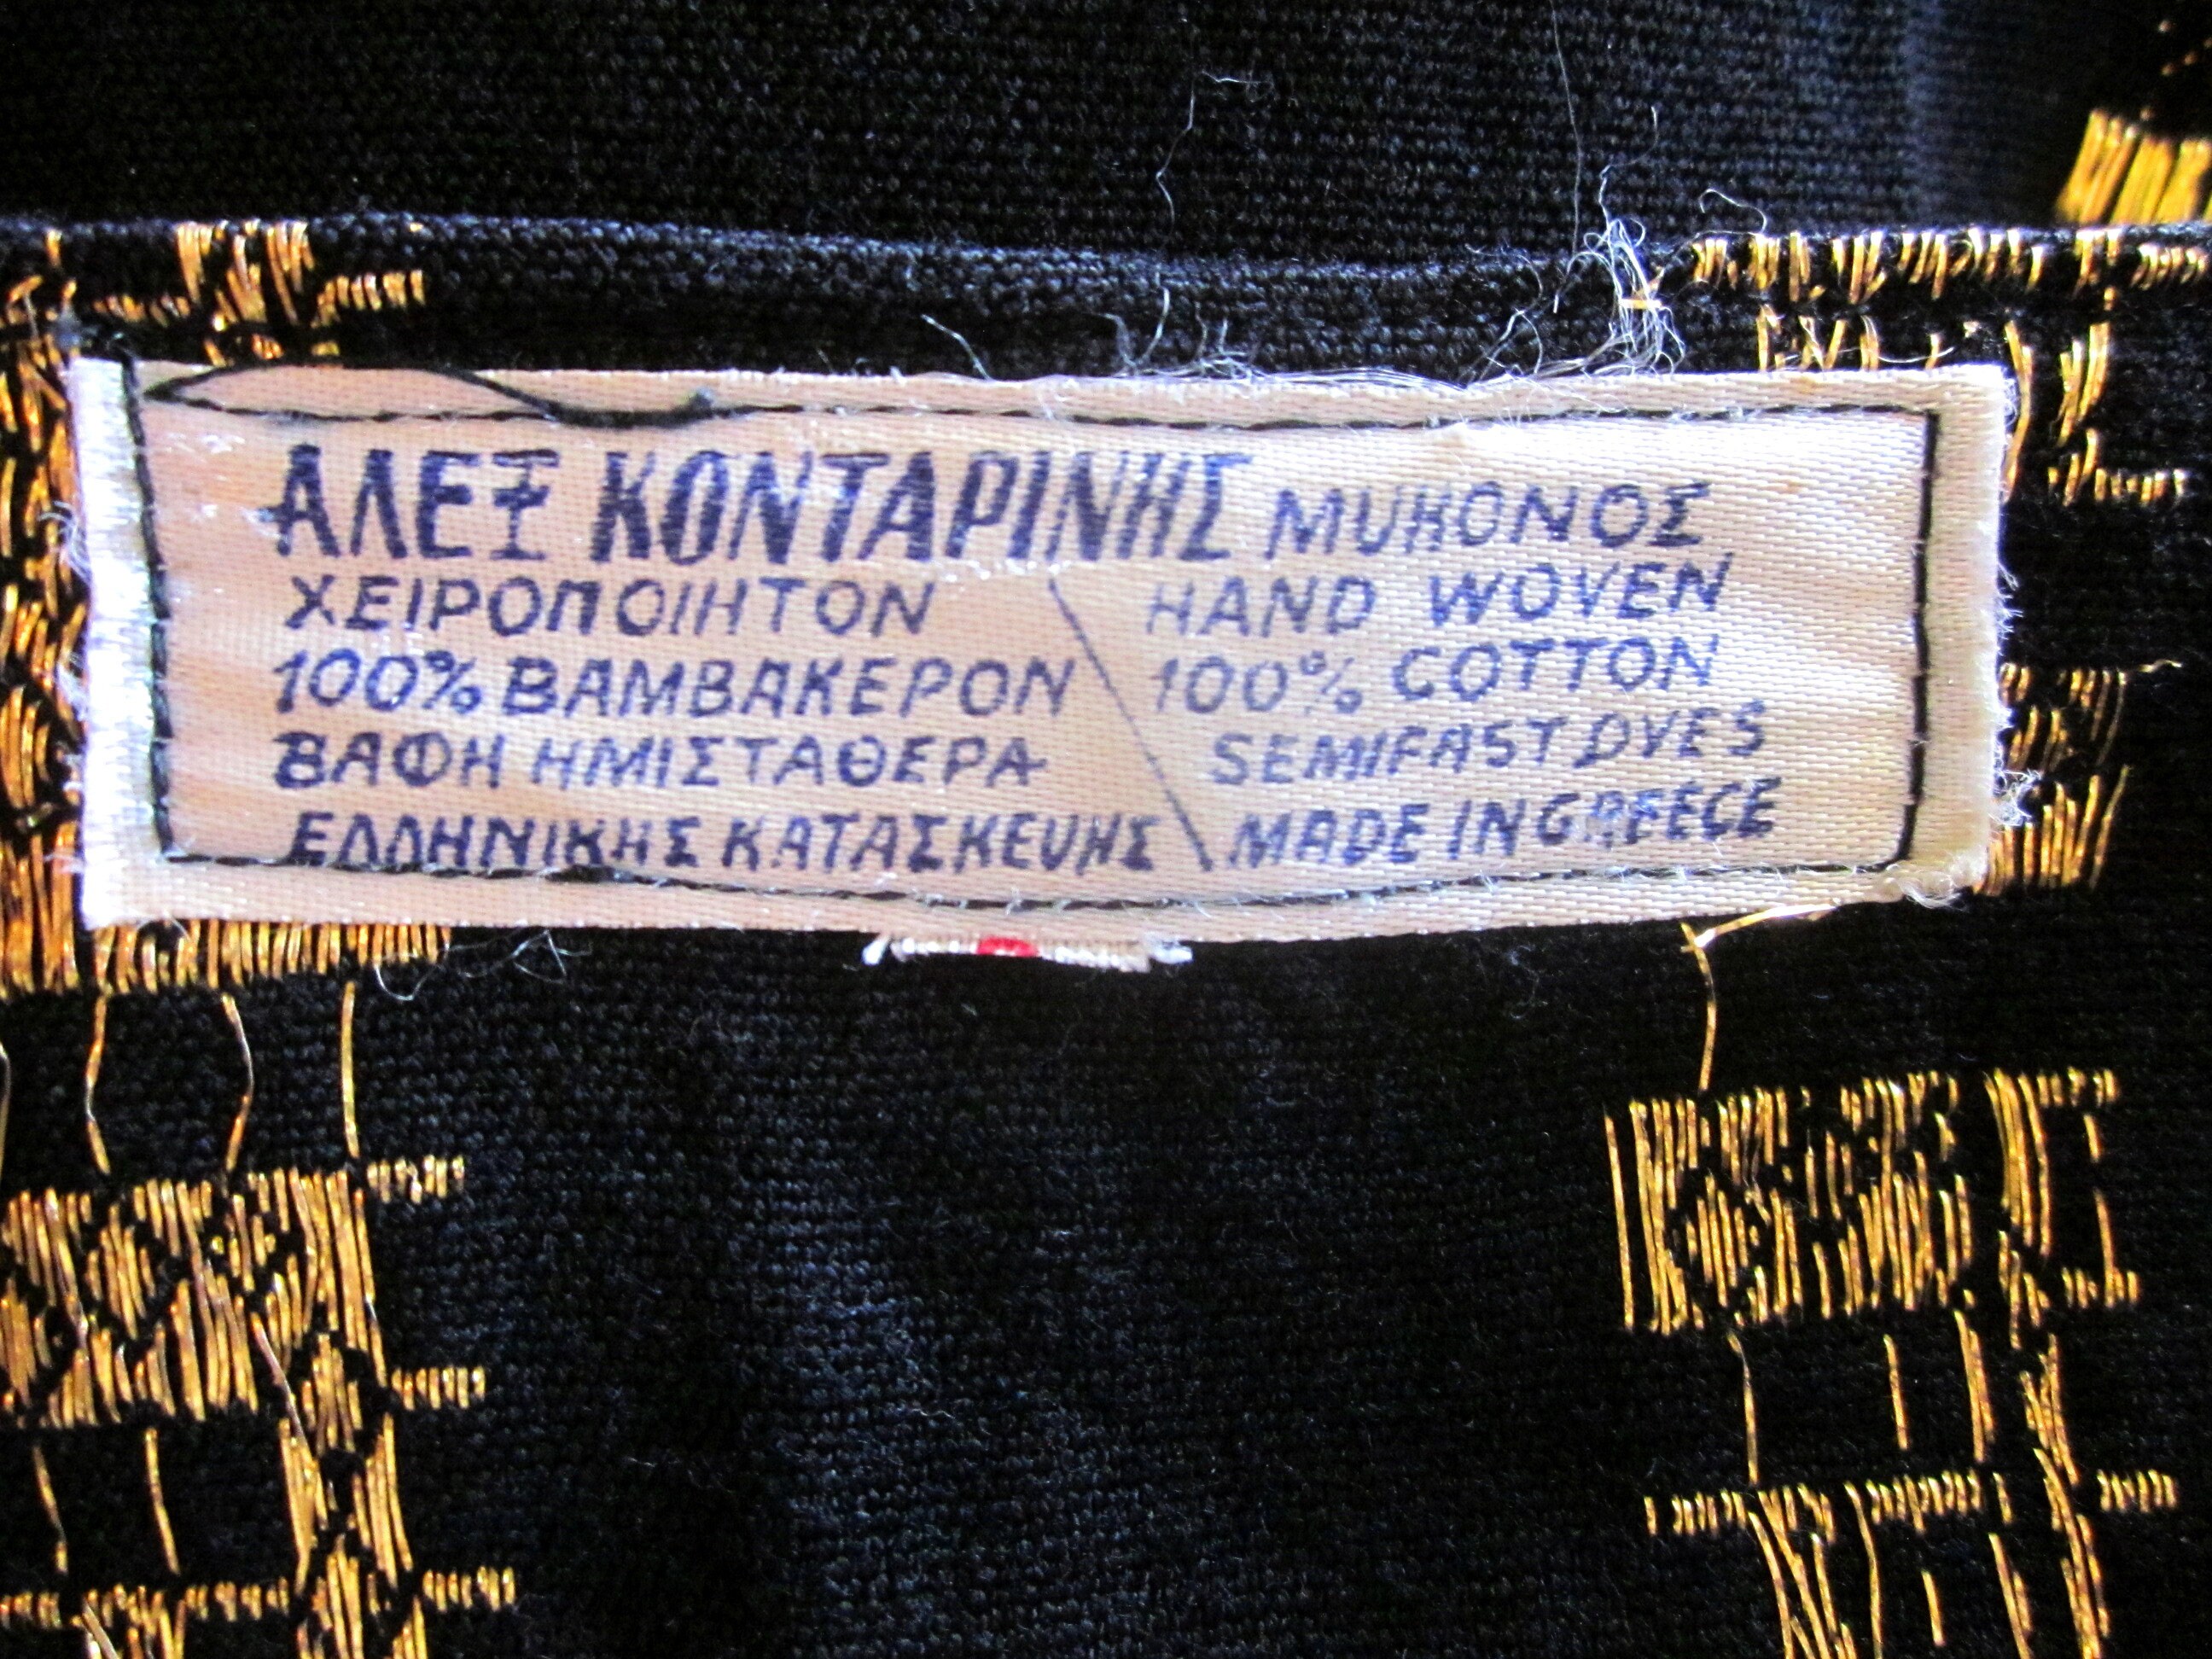 ΑΛΕΞ ΚΟΝΤΑΡΙΝΗΣ ΜΥΚΟΝΟΣ
ΧΕΙΡΟΠΟΙΗΤΟΝ HAND WOVEN
100% ΒΑΜΒΑΚΕΡΟΝ 100% COTTON
ΒΑΦΗ ΗΜΙΣΤΑΘΕΡΑ SEMIFAST DYES
ΕΛΛΗΝΙΚΗΣ ΚΑΤΑΣΚΕΥΗΣ MADE IN GREECE